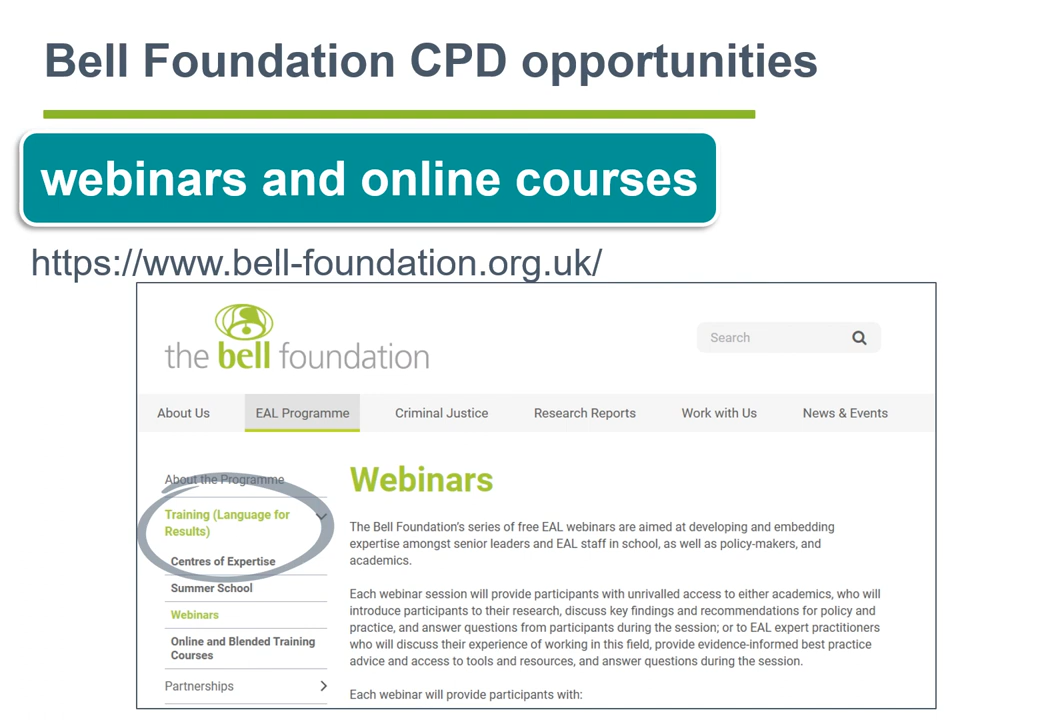 Bell Foundation CPD opportunities
webinars and online courses
https://www.bell-foundation.org.uk/
the bell foundation
Search
About Us EAL Programme Criminal Justice Research Reports Work with Us News & Events
About the Programme
Training (Language for
Results)
Centres of Expertise
Summer School
Webinars
Online and Blended Training
Courses
Partnerships
Webinars
The Bell Foundation’s series of free EAL webinars are aimed at developing and embedding
expertise amongst senior leaders and EAL staff in school, as well as policy-makers, and
academics.
Each webinar session will provide participants with unrivalled access to either academics, who will
introduce participants to their research, discuss key findings and recommendations for policy and
practice, and answer questions from participants during the session; or to EAL expert practitioners
who will discuss their experience of working in this field, provide evidence-informed best practice
advice and access to tools and resources, and answer questions during the session.
Each webinar will provide participants with: